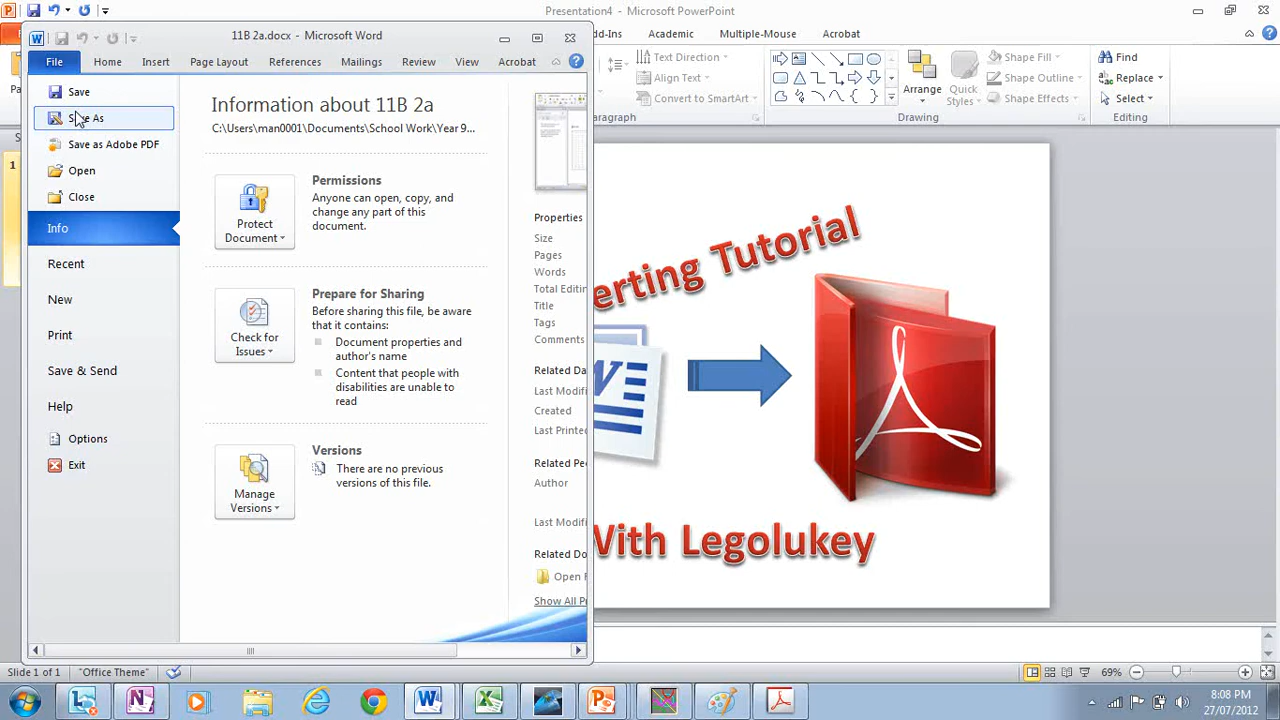 Presentation4 - Microsoft PowerPoint
11B 2a.docx - Microsoft Word
dd-Ins
Academic
Multiple-Mouse
Acrobat
File
Home
Insert
Page Layout
References
Mailings
Review
View
Acrobat
Text Direction
Align Text
Convert to SmartArt
Arrange
Quick
Styles
Shape Fill
Shape Outline
Shape Effects
Find
Replace
Select
aragraph
Drawing
Editing
Pa
S
1
Save
Save As
Save as Adobe PDF
Open
Close
Info
Recent
New
Print
Save & Send
Help
Options
Exit
Information about 11B 2a
C:\Users\man0001\Documents\School Work\Year 9...
Permissions
Anyone can open, copy, and
change any part of this
document.
Protect
Document
Prepare for Sharing
Before sharing this file, be aware
that it contains:
Document properties and
author's name
Content that people with
disabilities are unable to
read
Check for
Issues
Versions
There are no previous
versions of this file.
Manage
Versions
Properties
Size
Pages
Words
Total Editin
Title
Tags
Comments
Related Da
Last Modifi
Created
Last Printe
Related Pe
Author
Last Modif
Related Do
Open F
Show All Pr
erting Tutorial
With Legolukey
Slide 1 of 1
"Office Theme"
69%
8:08 PM
27/07/2012